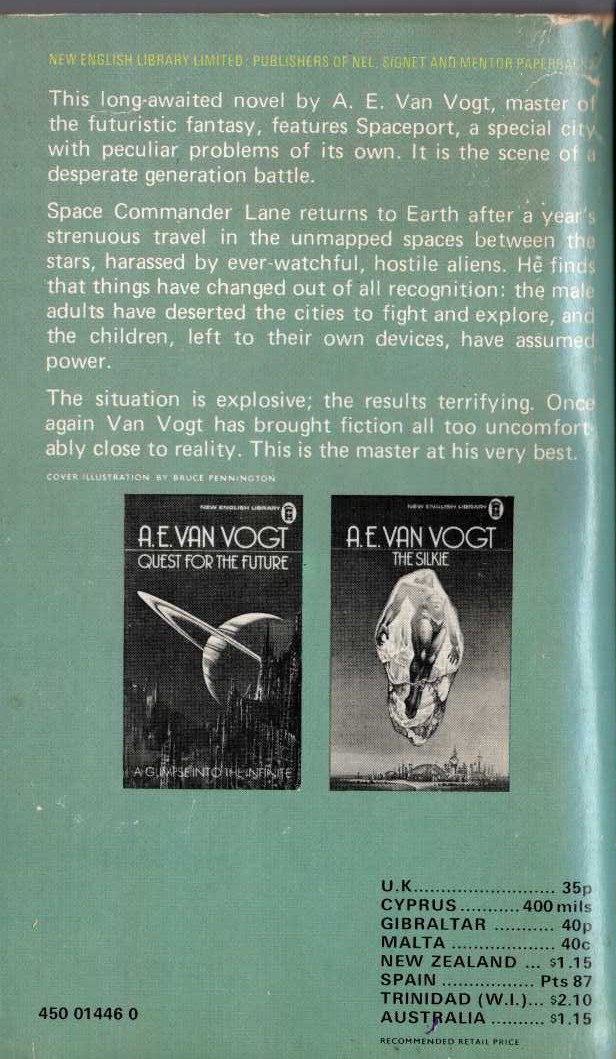 NEW ENGLISH LIBRARY LIMITED; PUBLISHERS OF NEL, SIGNET AND MENTOR PAPERBACKS
This long-awaited novel by A. E. Van Vogt, master of
the futuristic fantasy, features Spaceport, a special city
with peculiar problems of its own. It is the scene of a
desperate generation battle.
Space Commander Lane returns to Earth after a year's
strenuous travel in the unmapped spaces between the
stars, harassed by ever-watchful, hostile aliens. He finds
that things have changed out of all recognition: the male
adults have deserted the cities to fight and explore, and
the children, left to their own devices, have assumed
power.
The situation is explosive; the results terrifying. Once
again Van Vogt has brought fiction all too uncomfort-
ably close to reality. This is the master at his very best.
COVER ILLUSTRATION BY BRUCE PENNINGTON
NEW ENGLISH LIBRARY
A.E. VAN VOGT
QUEST FOR THE FUTURE
A GLIMPSE INTO THE INFINITE
NEW ENGLISH LIBRARY
A.E. VAN VOGT
THE SILKIE
U.K.......................... 35p
CYPRUS........... 400 mils
GIBRALTAR ........... 40p
MALTA ................... 40c
NEW ZEALAND ... $1.15
SPAIN ................. Pts 87
TRINIDAD (W.I.)... $2.10
AUSTRALIA .......... $1.15
RECOMMENDED RETAIL PRICE
450 01446 0